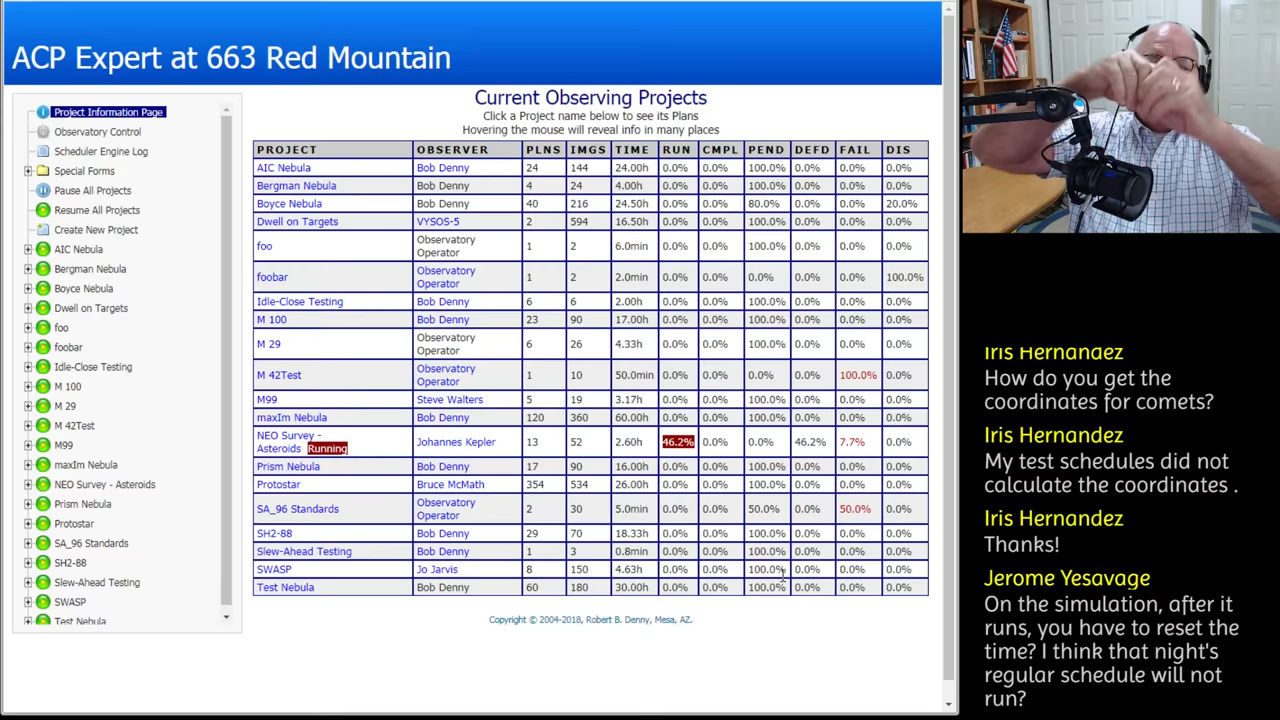 ACP Expert at 663 Red Mountain
Project Information Page
Observatory Control
Scheduler Engine Log
Special Forms
Pause All Projects
Resume All Projects
Create New Project
AIC Nebula
Bergman Nebula
Boyce Nebula
Dwell on Targets
foo
foobar
Idle-Close Testing
M 100
M 29
M 42Test
M99
maxIm Nebula
NEO Survey - Asteroids
Prism Nebula
Protostar
SA_96 Standards
SH2-88
Slew-Ahead Testing
SWASP
Test Nebula
Current Observing Projects
Click a Project name below to see its Plans
Hovering the mouse will reveal info in many places
PROJECT OBSERVER PLNS IMGS TIME RUN CMPL PEND DEFD FAIL DIS
AIC Nebula Bob Denny 24 144 24.00h 0.0% 0.0% 100.0% 0.0% 0.0% 0.0%
Bergman Nebula Bob Denny 4 24 4.00h 0.0% 0.0% 100.0% 0.0% 0.0% 0.0%
Boyce Nebula Bob Denny 40 216 24.50h 0.0% 0.0% 80.0% 0.0% 0.0% 20.0%
Dwell on Targets VYSOS-5 2 594 16.50h 0.0% 0.0% 100.0% 0.0% 0.0% 0.0%
foo Observatory Operator 1 2 6.0min 0.0% 0.0% 100.0% 0.0% 0.0% 0.0%
foobar Observatory Operator 1 2 2.0min 0.0% 0.0% 0.0% 0.0% 0.0% 100.0%
Idle-Close Testing Bob Denny 6 6 2.00h 0.0% 0.0% 100.0% 0.0% 0.0% 0.0%
M 100 Bob Denny 23 90 17.00h 0.0% 0.0% 100.0% 0.0% 0.0% 0.0%
M 29 Observatory Operator 6 26 4.33h 0.0% 0.0% 100.0% 0.0% 0.0% 0.0%
M 42Test Observatory Operator 1 10 50.0min 0.0% 0.0% 0.0% 0.0% 100.0% 0.0%
M99 Steve Walters 5 19 3.17h 0.0% 0.0% 100.0% 0.0% 0.0% 0.0%
maxIm Nebula Bob Denny 120 360 60.00h 0.0% 0.0% 100.0% 0.0% 0.0% 0.0%
NEO Survey - Asteroids Running Johannes Kepler 13 52 2.60h 46.2% 0.0% 0.0% 46.2% 7.7% 0.0%
Prism Nebula Bob Denny 17 90 16.00h 0.0% 0.0% 100.0% 0.0% 0.0% 0.0%
Protostar Bruce McMath 354 534 26.00h 0.0% 0.0% 100.0% 0.0% 0.0% 0.0%
SA_96 Standards Observatory Operator 2 30 5.0min 0.0% 0.0% 50.0% 0.0% 50.0% 0.0%
SH2-88 Bob Denny 29 70 18.33h 0.0% 0.0% 100.0% 0.0% 0.0% 0.0%
Slew-Ahead Testing Bob Denny 1 3 0.8min 0.0% 0.0% 100.0% 0.0% 0.0% 0.0%
SWASP Jo Jarvis 8 150 4.63h 0.0% 0.0% 100.0% 0.0% 0.0% 0.0%
Test Nebula Bob Denny 60 180 30.00h 0.0% 0.0% 100.0% 0.0% 0.0% 0.0%
Copyright © 2004-2018, Robert B. Denny, Mesa, AZ.
Iris Hernandez
How do you get the
coordinates for comets?
Iris Hernandez
My test schedules did not
calculate the coordinates .
Iris Hernandez
Thanks!
Jerome Yesavage
On the simulation, after it
runs, you have to reset the
time? I think that night's
regular schedule will not
run?